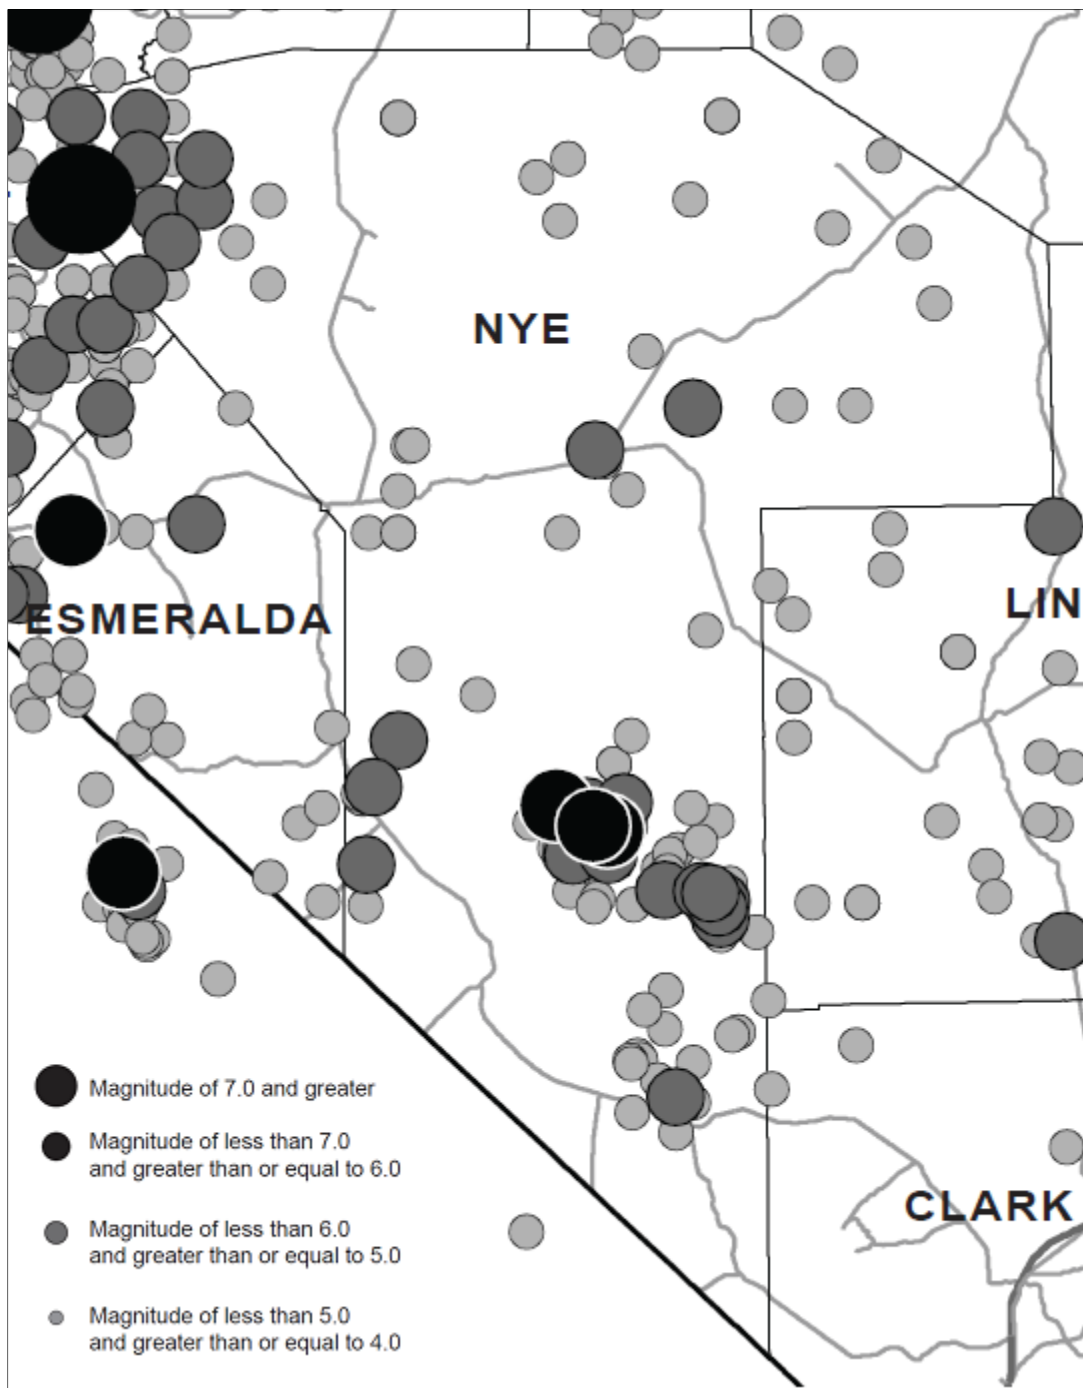 NYE
ESMERALDA
LIN
CLARK
Magnitude of 7.0 and greater
Magnitude of less than 7.0
and greater than or equal to 6.0
Magnitude of less than 6.0
and greater than or equal to 5.0
Magnitude of less than 5.0
and greater than or equal to 4.0